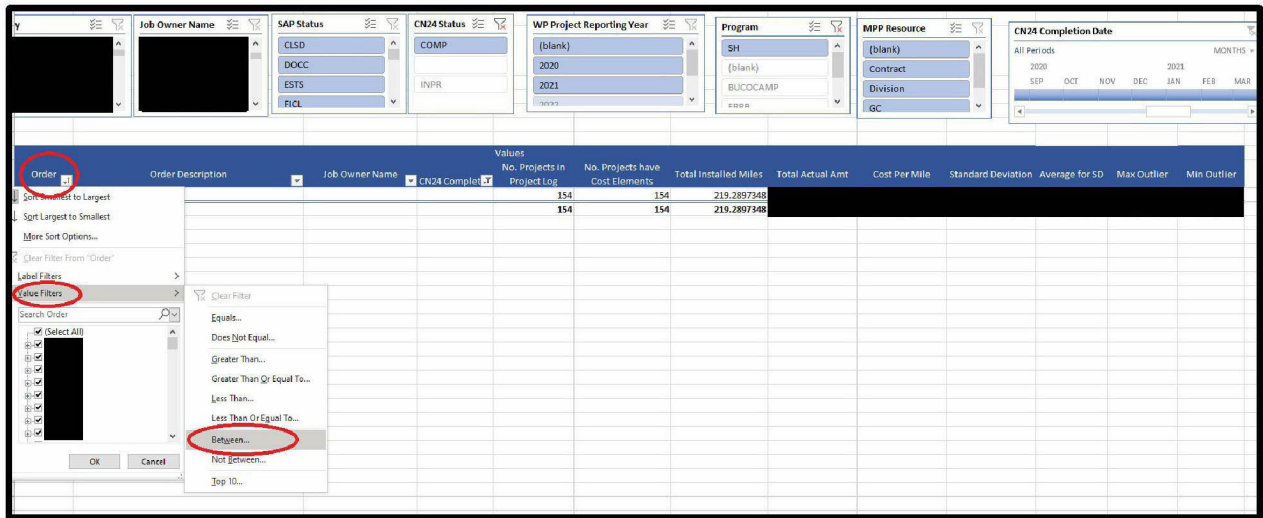 y
Job Owner Name
SAP Status
CLSD
DOCC
ESTS
FICL
CN24 Status
COMP
INPR
WP Project Reporting Year
(blank)
2020
2021
2022
Program
SH
(blank)
BUCOCAMP
MPP Resource
(blank)
Contract
Division
GC
CN24 Completion Date
All Periods MONTHS
2020 2021
SEP OCT NOV DEC JAN FEB MAR
Values
Order Order Description Job Owner Name CN24 Complet No. Projects in Project Log No. Projects have Cost Elements Total Installed Miles Total Actual Amt Cost Per Mile Standard Deviation Average for SD Max Outlier Min Outlier
154 154 219.2897348
154 154 219.2897348
Sort Smallest to Largest
Sort Largest to Smallest
More Sort Options...
Clear Filter From "Order"
Label Filters >
Value Filters >
Search Order
(Select All)
OK Cancel
Clear Filter
Equals...
Does Not Equal...
Greater Than...
Greater Than Or Equal To...
Less Than...
Less Than Or Equal To...
Between...
Not Between...
Top 10...